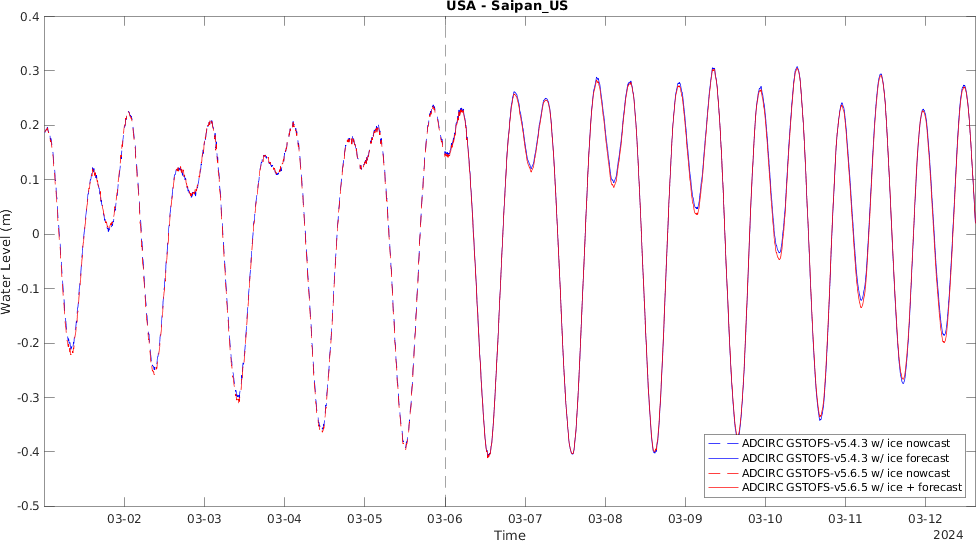 USA - Saipan_US
0.4
0.3
0.2
0.1
0
-0.1
-0.2
-0.3
-0.4
-0.5
Water Level (m)
ADCIRC GSTOFS-v5.4.3 w/ ice nowcast
ADCIRC GSTOFS-v5.4.3 w/ ice forecast
ADCIRC GSTOFS-v5.6.5 w/ ice nowcast
ADCIRC GSTOFS-v5.6.5 w/ ice + forecast
03-02 03-03 03-04 03-05 03-06 03-07 03-08 03-09 03-10 03-11 03-12
Time
2024